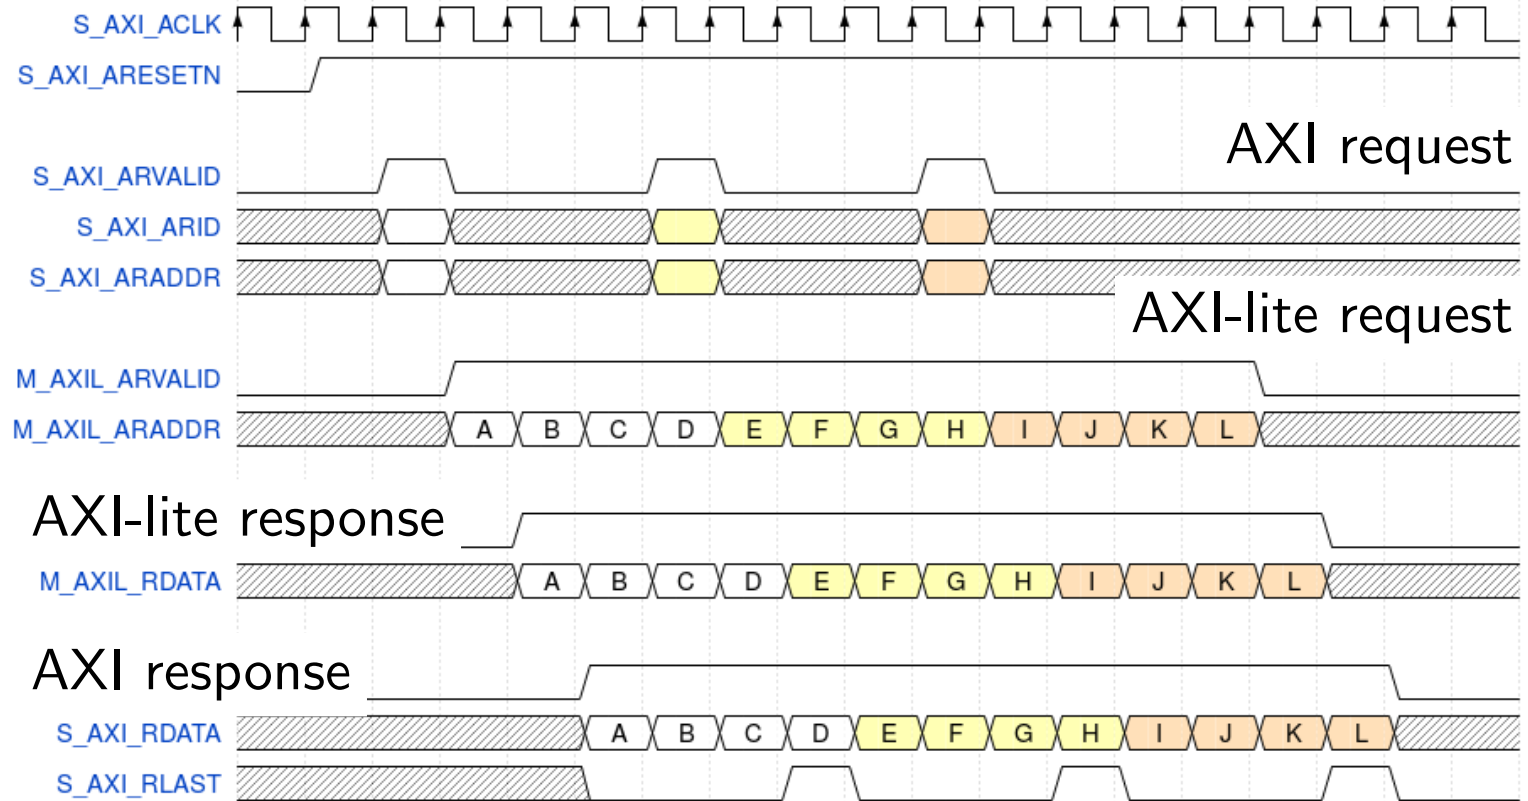 S_AXI_ACLK
S_AXI_ARESETN
AXI request
S_AXI_ARVALID
S_AXI_ARID
S_AXI_ARADDR
AXI-lite request
M_AXIL_ARVALID
M_AXIL_ARADDR A B C D E F G H I J K L
AXI-lite response
M_AXIL_RDATA A B C D E F G H I J K L
AXI response
S_AXI_RDATA A B C D E F G H I J K L
S_AXI_RLAST